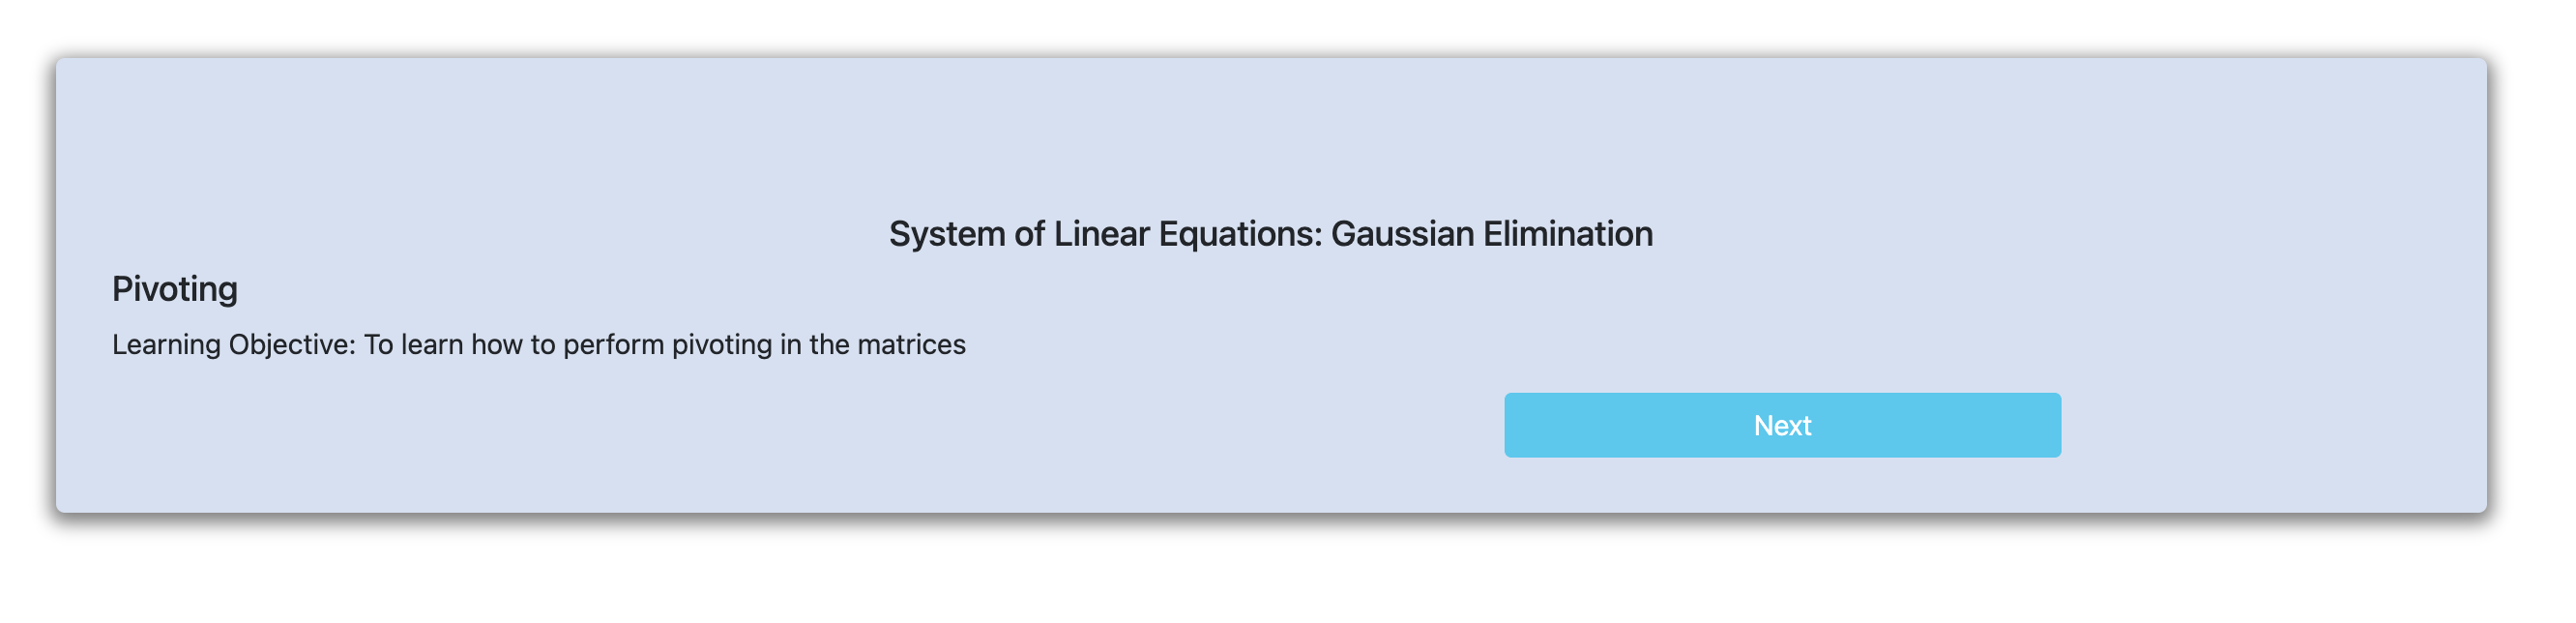 System of Linear Equations: Gaussian Elimination
Pivoting
Learning Objective: To learn how to perform pivoting in the matrices
Next